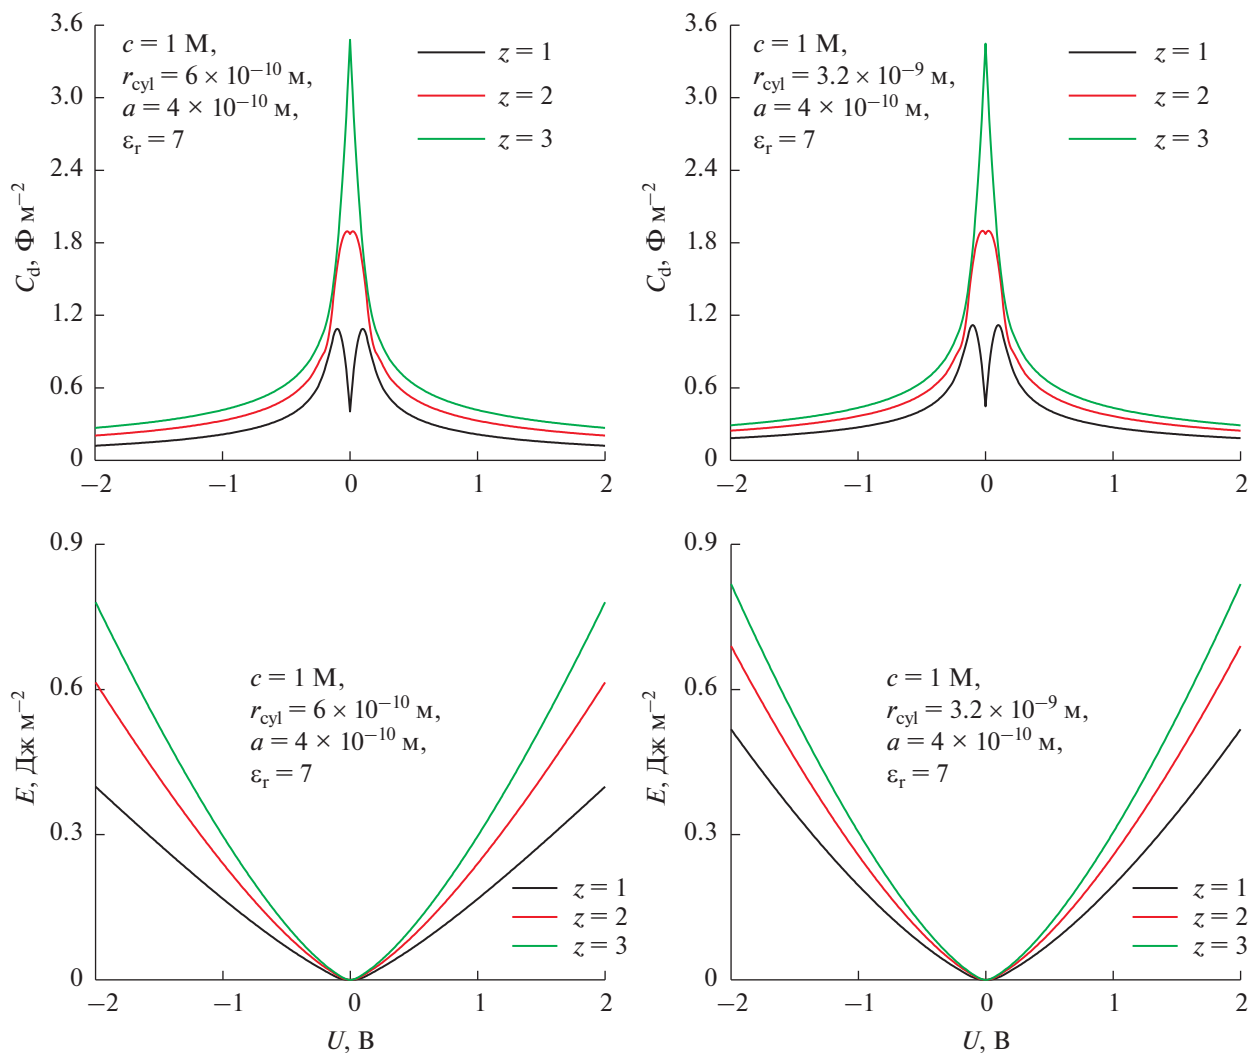 3.6
3.0
2.4
1.8
1.2
0.6
0
C_d, Ф м⁻²
c = 1 М,
r_cyl = 6 × 10⁻¹⁰ м,
a = 4 × 10⁻¹⁰ м,
ε_r = 7
z = 1
z = 2
z = 3
−2 −1 0 1 2
3.6
3.0
2.4
1.8
1.2
0.6
0
C_d, Ф м⁻²
c = 1 М,
r_cyl = 3.2 × 10⁻⁹ м,
a = 4 × 10⁻¹⁰ м,
ε_r = 7
z = 1
z = 2
z = 3
−2 −1 0 1 2
0.9
0.6
0.3
0
E, Дж м⁻²
c = 1 М,
r_cyl = 6 × 10⁻¹⁰ м,
a = 4 × 10⁻¹⁰ м,
ε_r = 7
z = 1
z = 2
z = 3
−2 −1 0 1 2
U, В
0.9
0.6
0.3
0
E, Дж м⁻²
c = 1 М,
r_cyl = 3.2 × 10⁻⁹ м,
a = 4 × 10⁻¹⁰ м,
ε_r = 7
z = 1
z = 2
z = 3
−2 −1 0 1 2
U, В